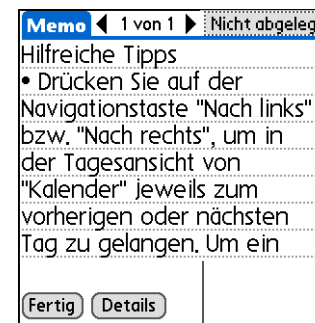 Memo 1 von 1 Nicht abgeleg
Hilfreiche Tipps
• Drücken Sie auf der
Navigationstaste "Nach links"
bzw. "Nach rechts", um in
der Tagesansicht von
"Kalender" jeweils zum
vorherigen oder nächsten
Tag zu gelangen. Um ein
Fertig Details